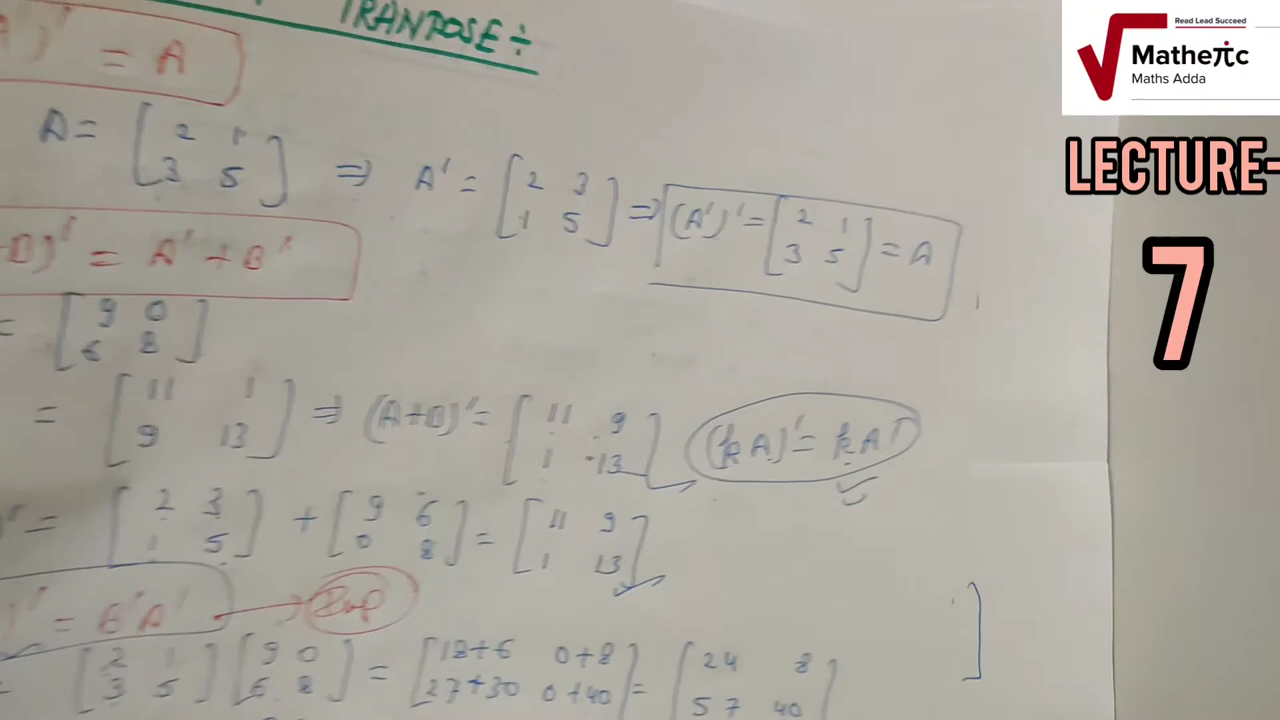 TRANPOSE ÷
)' = A
A = [2 1
3 5] ⇒ A' = [2 3
1 5] ⇒ (A')' = [2 1
3 5] = A
)' = A' + B'
= [9 0
6 8]
= [11 1
9 13] ⇒ (A+B)' = [11 9
1 13] (kA)' = kA'
' = [2 3
1 5] + [9 6
0 8] = [11 9
1 13]
)' = B'A' → Imp
= [2 1
3 5] [9 0
6 8] = [18+6 0+8
27+30 0+40] = [24 8
57 40]
Read Lead Succeed
Matheπc
Maths Adda
LECTURE-
7